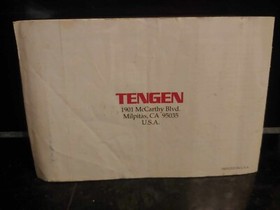 TENGEN
1901 McCarthy Blvd.
Milpitas, CA 95035
U.S.A.